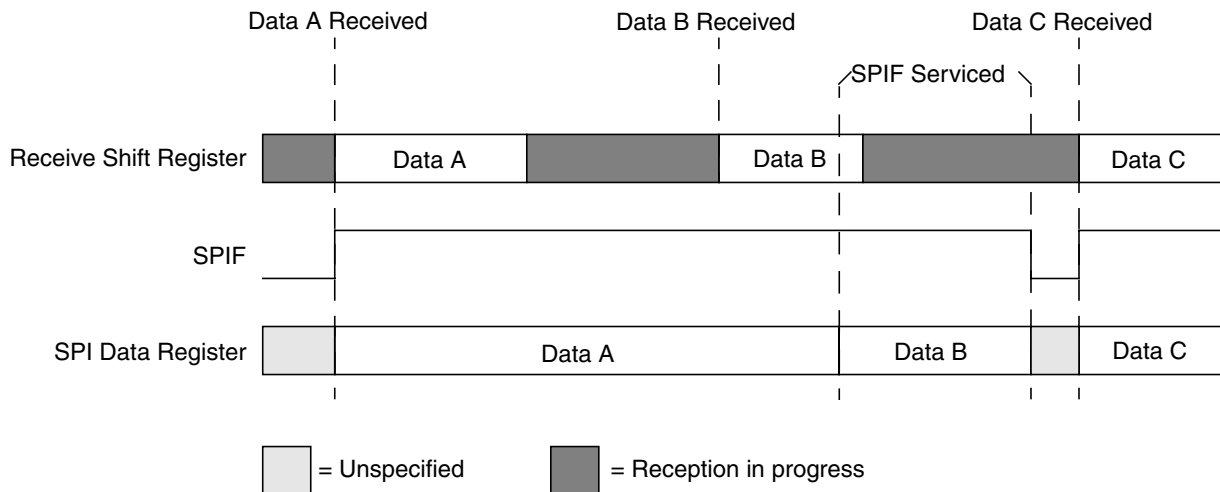 Data A Received
Data B Received
Data C Received
SPIF Serviced
Receive Shift Register
Data A
Data B
Data C
SPIF
SPI Data Register
Data A
Data B
Data C
= Unspecified
= Reception in progress